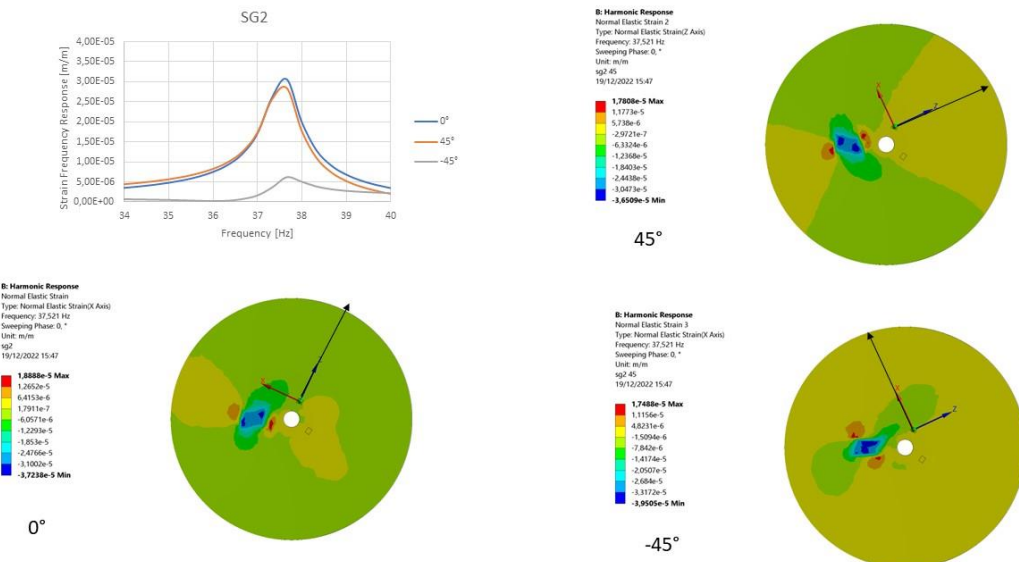 SG2
Strain Frequency Response [m/m]
4,00E-05
3,50E-05
3,00E-05
2,50E-05
2,00E-05
1,50E-05
1,00E-05
5,00E-06
0,00E+00
34 35 36 37 38 39 40
Frequency [Hz]
0°
45°
-45°
B: Harmonic Response
Normal Elastic Strain 2
Type: Normal Elastic Strain(Z Axis)
Frequency: 37,521 Hz
Sweeping Phase: 0, °
Unit: m/m
sg2 45
19/12/2022 15:47
1,7808e-5 Max
1,1773e-5
5,738e-6
-2,9721e-7
-6,3324e-6
-1,2368e-5
-1,8403e-5
-2,4438e-5
-3,0473e-5
-3,6509e-5 Min
Z
45°
B: Harmonic Response
Normal Elastic Strain
Type: Normal Elastic Strain(X Axis)
Frequency: 37,521 Hz
Sweeping Phase: 0, °
Unit: m/m
sg2
19/12/2022 15:47
1,8888e-5 Max
1,2652e-5
6,4153e-6
1,7911e-7
-6,0571e-6
-1,2293e-5
-1,853e-5
-2,4766e-5
-3,1002e-5
-3,7238e-5 Min
0°
B: Harmonic Response
Normal Elastic Strain 3
Type: Normal Elastic Strain(X Axis)
Frequency: 37,521 Hz
Sweeping Phase: 0, °
Unit: m/m
sg2 45
19/12/2022 15:47
1,7488e-5 Max
1,1156e-5
4,8231e-6
-1,5094e-6
-7,842e-6
-1,4174e-5
-2,0507e-5
-2,684e-5
-3,3172e-5
-3,9505e-5 Min
Z
-45°